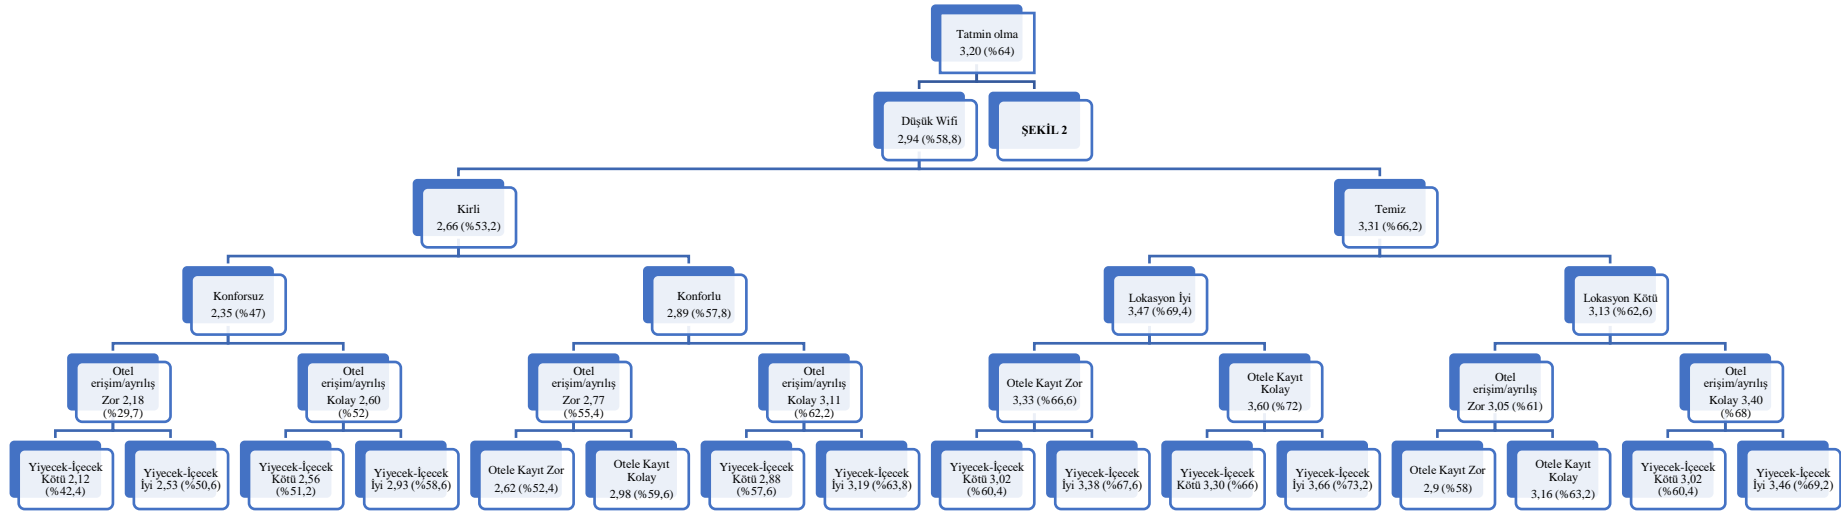 Tatmin olma
3,20 (%64)
Düşük Wifi
2,94 (%58,8)
ŞEKİL 2
Kirli
2,66 (%53,2)
Temiz
3,31 (%66,2)
Konforsuz
2,35 (%47)
Konforlu
2,89 (%57,8)
Lokasyon İyi
3,47 (%69,4)
Lokasyon Kötü
3,13 (%62,6)
Otel
erişim/ayrılış
Zor 2,18
(%29,7)
Otel
erişim/ayrılış
Kolay 2,60
(%52)
Otel
erişim/ayrılış
Zor 2,77
(%55,4)
Otel
erişim/ayrılış
Kolay 3,11
(%62,2)
Otele Kayıt Zor
3,33 (%66,6)
Otele Kayıt
Kolay
3,60 (%72)
Otel
erişim/ayrılış
Zor 3,05 (%61)
Otel
erişim/ayrılış
Kolay 3,40
(%68)
Yiyecek-İçecek
Kötü 2,12
(%42,4)
Yiyecek-İçecek
İyi 2,53 (%50,6)
Yiyecek-İçecek
Kötü 2,56
(%51,2)
Yiyecek-İçecek
İyi 2,93 (%58,6)
Otele Kayıt Zor
2,62 (%52,4)
Otele Kayıt
Kolay
2,98 (%59,6)
Yiyecek-İçecek
Kötü 2,88
(%57,6)
Yiyecek-İçecek
İyi 3,19 (%63,8)
Yiyecek-İçecek
Kötü 3,02
(%60,4)
Yiyecek-İçecek
İyi 3,38 (%67,6)
Yiyecek-İçecek
Kötü 3,30 (%66)
Yiyecek-İçecek
İyi 3,66 (%73,2)
Otele Kayıt Zor
2,9 (%58)
Otele Kayıt
Kolay
3,16 (%63,2)
Yiyecek-İçecek
Kötü 3,02
(%60,4)
Yiyecek-İçecek
İyi 3,46 (%69,2)